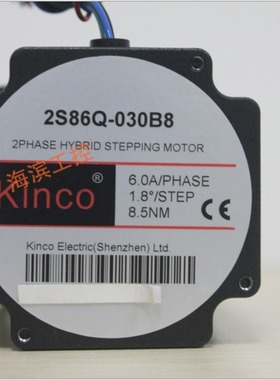 2S86Q-030B8
2PHASE HYBRID STEPPING MOTOR
海滨工控
Kinco®
6.0A/PHASE
1.8°/STEP
8.5NM
CE
Kinco Electric(Shenzhen) Ltd.